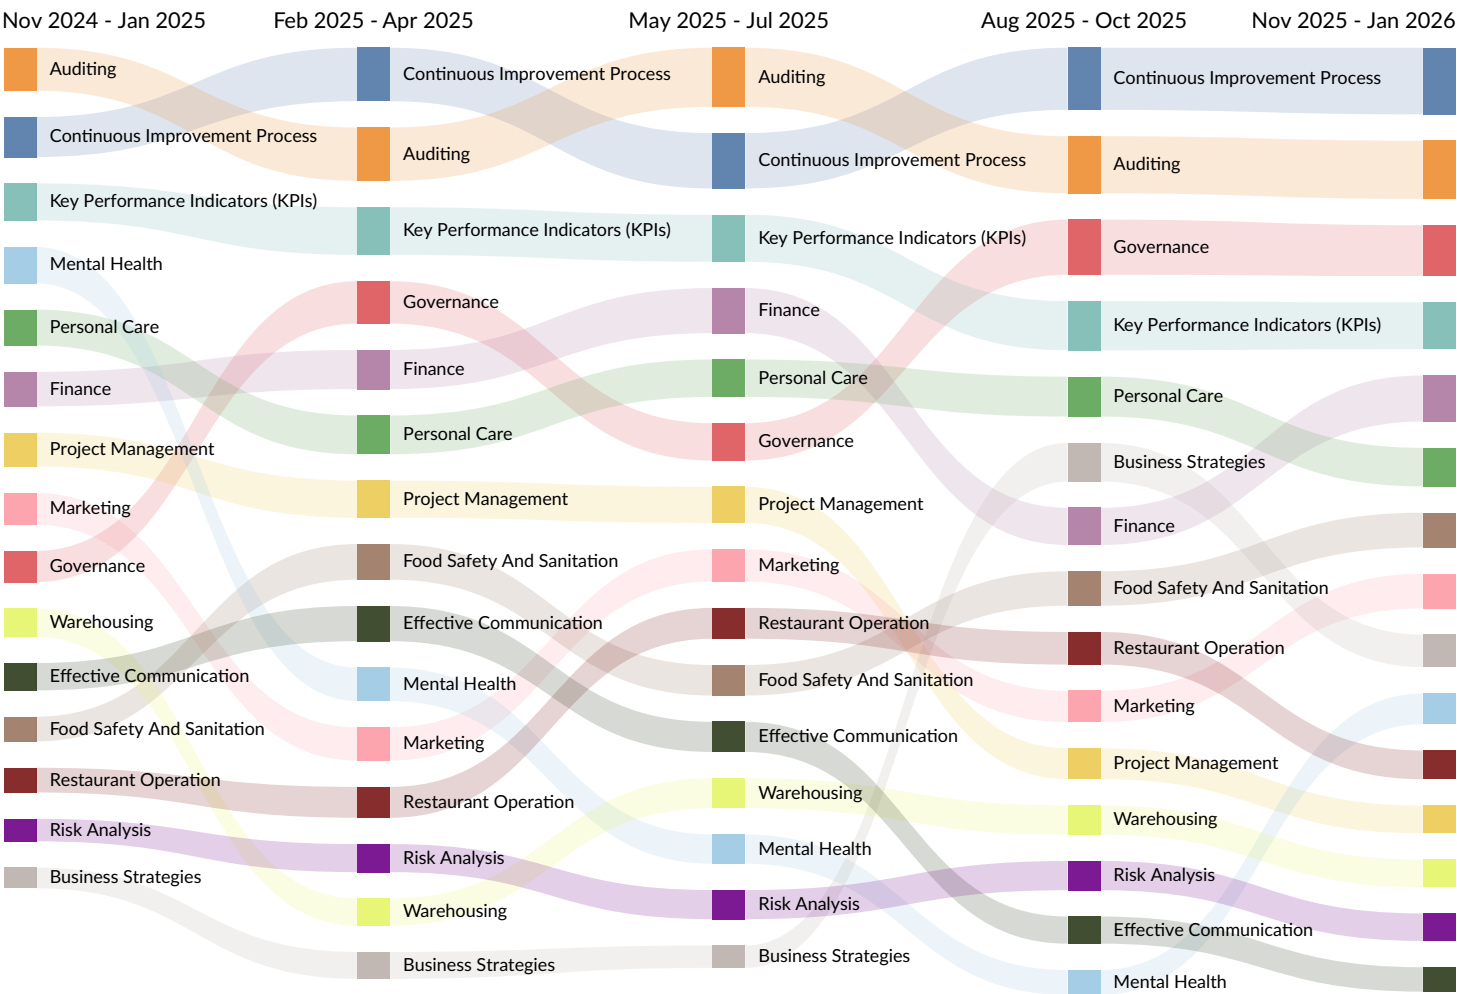 Nov 2024 - Jan 2025
Feb 2025 - Apr 2025
May 2025 - Jul 2025
Aug 2025 - Oct 2025
Nov 2025 - Jan 2026
Auditing
Continuous Improvement Process
Key Performance Indicators (KPIs)
Mental Health
Personal Care
Finance
Project Management
Marketing
Governance
Warehousing
Effective Communication
Food Safety And Sanitation
Restaurant Operation
Risk Analysis
Business Strategies
Continuous Improvement Process
Auditing
Key Performance Indicators (KPIs)
Governance
Finance
Personal Care
Project Management
Food Safety And Sanitation
Effective Communication
Mental Health
Marketing
Restaurant Operation
Risk Analysis
Warehousing
Business Strategies
Auditing
Continuous Improvement Process
Key Performance Indicators (KPIs)
Finance
Personal Care
Governance
Project Management
Marketing
Restaurant Operation
Food Safety And Sanitation
Effective Communication
Warehousing
Mental Health
Risk Analysis
Business Strategies
Continuous Improvement Process
Auditing
Governance
Key Performance Indicators (KPIs)
Personal Care
Business Strategies
Finance
Food Safety And Sanitation
Restaurant Operation
Marketing
Project Management
Warehousing
Risk Analysis
Effective Communication
Mental Health